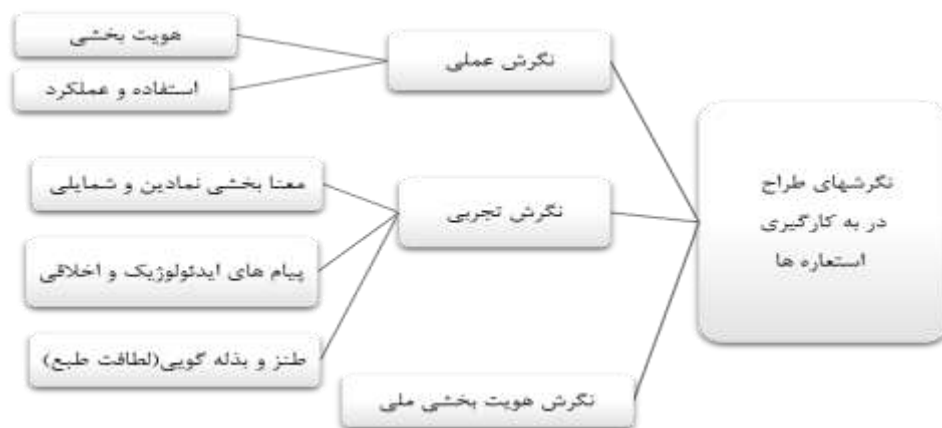 نگرشهای طراح
در به کارگیری
استعاره ها
نگرش عملی
هویت بخشی
استفاده و عملکرد
نگرش تجربی
معنا بخشی نمادین و شمایلی
پیام های ایدئولوژیک و اخلاقی
طنز و بذله گویی(لطافت طبع)
نگرش هویت بخشی ملی